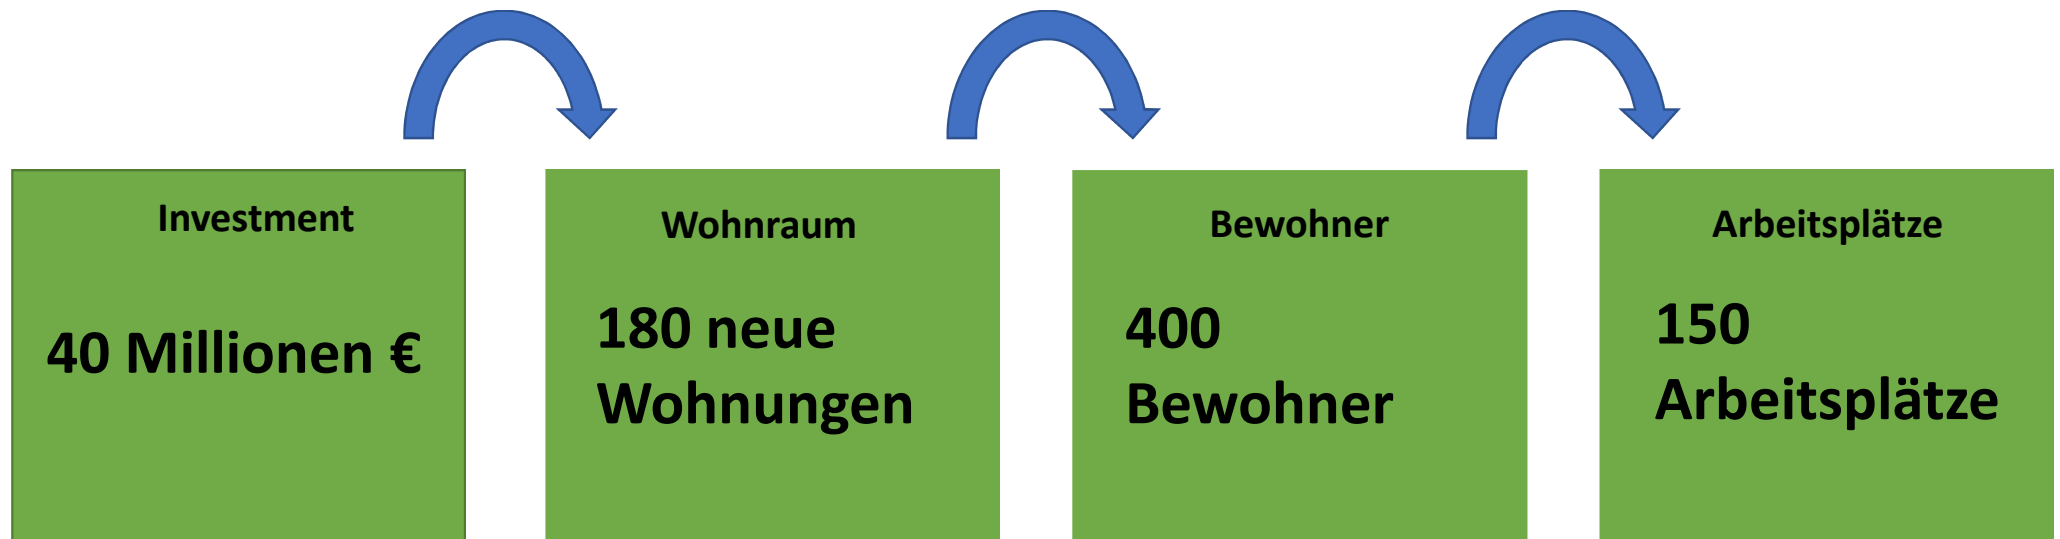 Investment
40 Millionen €
Wohnraum
180 neue
Wohnungen
Bewohner
400
Bewohner
Arbeitsplätze
150
Arbeitsplätze